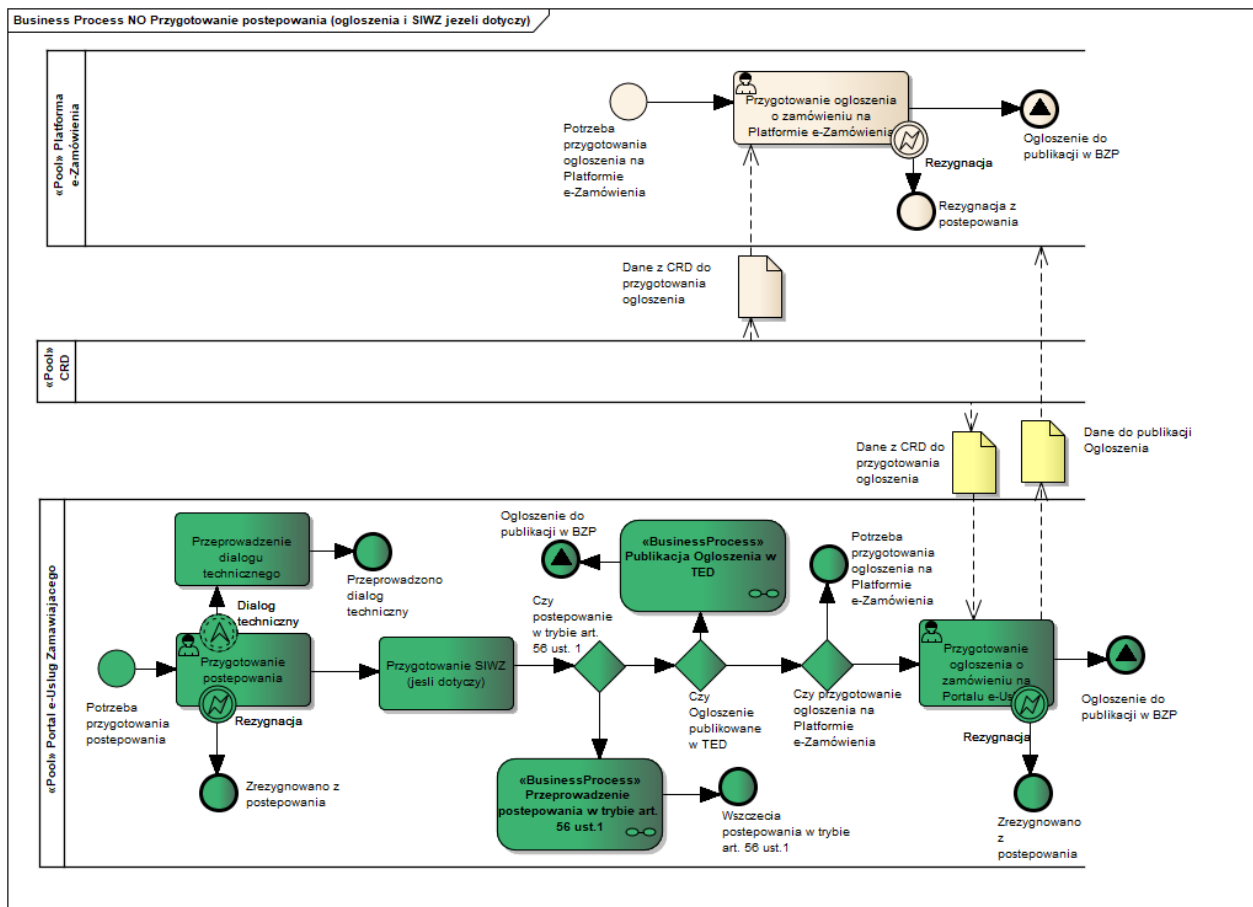 Business Process NO Przygotowanie postepowania (ogloszenia i SIWZ jezeli dotyczy)
«Pool» Platforma
e-Zamówienia
Potrzeba
przygotowania
ogloszenia na
Platformie
e-Zamówienia
Przygotowanie ogloszenia
o zamówieniu na
Platformie e-Zamówienia
Rezygnacja
Ogloszenie do
publikacji w BZP
Rezygnacja z
postepowania
Dane z CRD do
przygotowania
ogloszenia
«Pool»
CRD
Dane z CRD do
przygotowania
ogloszenia
Dane do publikacji
Ogloszenia
«Pool» Portal e-Uslug Zamawiajacego
Przeprowadzenie
dialogu
technicznego
Przeprowadzono
dialog
techniczny
Dialog
techniczny
Potrzeba
przygotowania
postepowania
Przygotowanie
postepowania
Rezygnacja
Zrezygnowano z
postepowania
Przygotowanie SIWZ
(jesli dotyczy)
Ogloszenie do
publikacji w BZP
Czy
postepowanie
w trybie art.
56 ust. 1
«BusinessProcess»
Publikacja Ogloszenia w
TED
Czy
Ogloszenie
publikowane
w TED
«BusinessProcess»
Przeprowadzenie
postepowania w trybie art.
56 ust.1
Wszczecia
postepowania w trybie
art. 56 ust.1
Potrzeba
przygotowania
ogloszenia na
Platformie
e-Zamówienia
Czy przygotowanie
ogloszenia na
Platformie
e-Zamówienia
Przygotowanie
ogloszenia o
zamówieniu na
Portalu e-Us
Rezygnacja
Ogloszenie do
publikacji w BZP
Zrezygnowano
z
postepowania